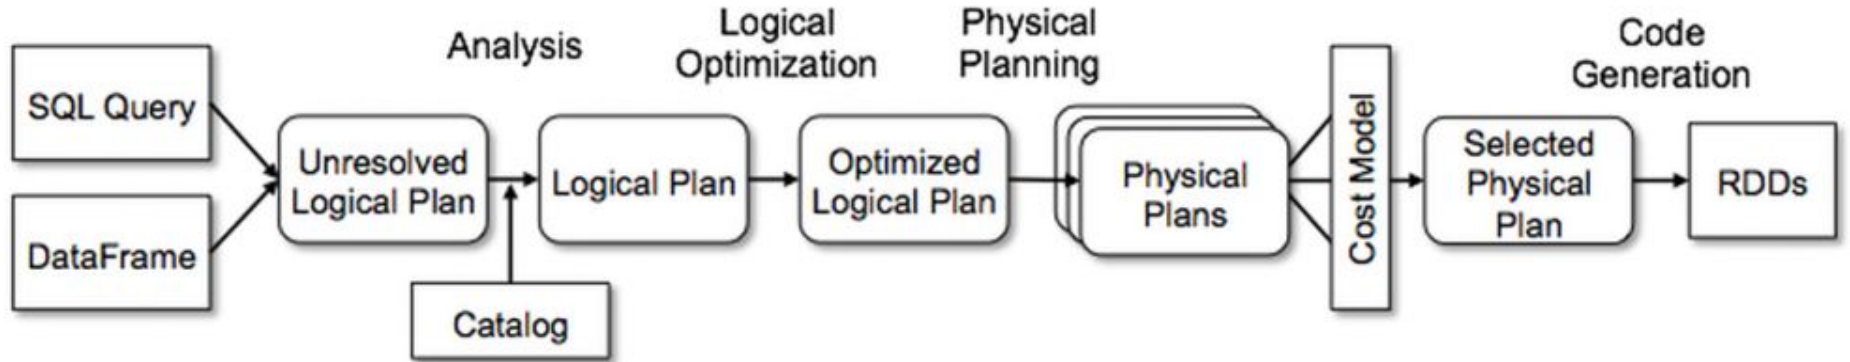 Analysis
Logical
Optimization
Physical
Planning
Code
Generation
SQL Query
DataFrame
Unresolved
Logical Plan
Catalog
Logical Plan
Optimized
Logical Plan
Physical
Plans
Cost Model
Selected
Physical
Plan
RDDs